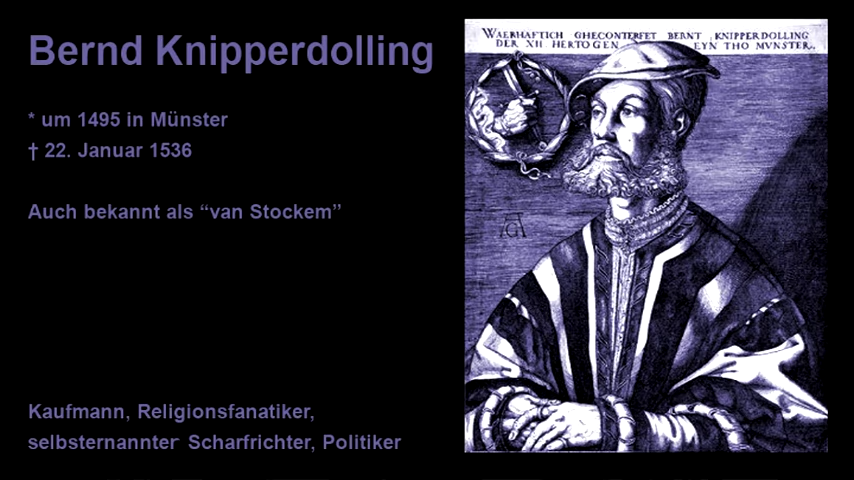 Bernd Knipperdolling
* um 1495 in Münster
† 22. Januar 1536
Auch bekannt als “van Stockem”
Kaufmann, Religionsfanatiker,
selbsternannter Scharfrichter, Politiker
WAERHAFTICH GHECONTERFET BERNT KNIPPERDOLLING
DER XII HERTOGEN EYN THO MVNSTER.
AG